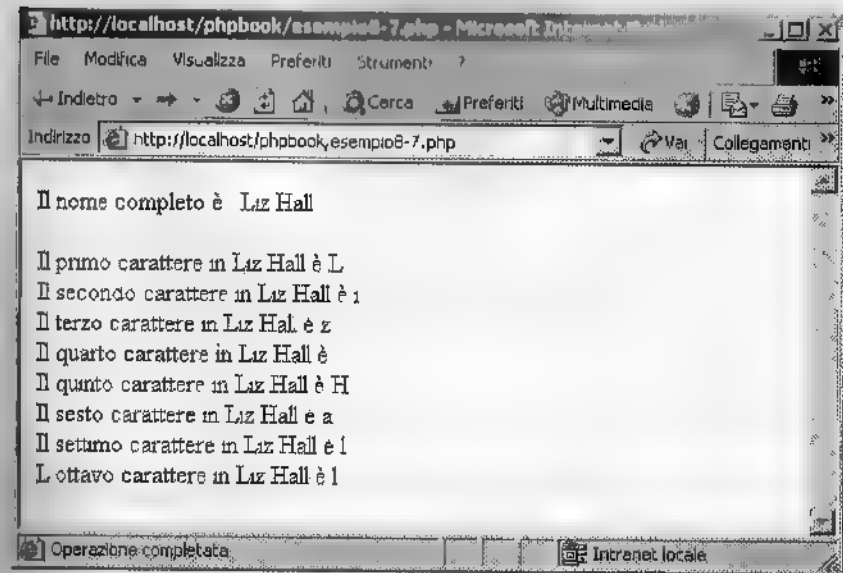 http://localhost/phpbook/esempio8-7.php - Microsoft
File Modifica Visualizza Preferiti Strumenti ?
Indietro Cerca Preferiti Multimedia »
Indirizzo http://localhost/phpbook/esempio8-7.php Vai Collegamenti »
Il nome completo è Liz Hall
Il primo carattere in Liz Hall è L
Il secondo carattere in Liz Hall è i
Il terzo carattere in Liz Hall è z
Il quarto carattere in Liz Hall è
Il quinto carattere in Liz Hall è H
Il sesto carattere in Liz Hall è a
Il settimo carattere in Liz Hall è l
L ottavo carattere in Liz Hall è l
Operazione completata Intranet locale